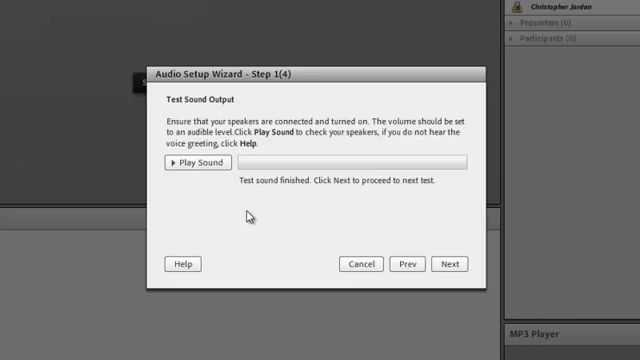 Christopher Jordan
Presenters (0)
Participants (0)
Audio Setup Wizard - Step 1(4)
Test Sound Output
Ensure that your speakers are connected and turned on. The volume should be set
to an audible level.Click Play Sound to check your speakers, if you do not hear the
voice greeting, click Help.
Play Sound
Test sound finished. Click Next to proceed to next test.
Help
Cancel
Prev
Next
MP3 Player